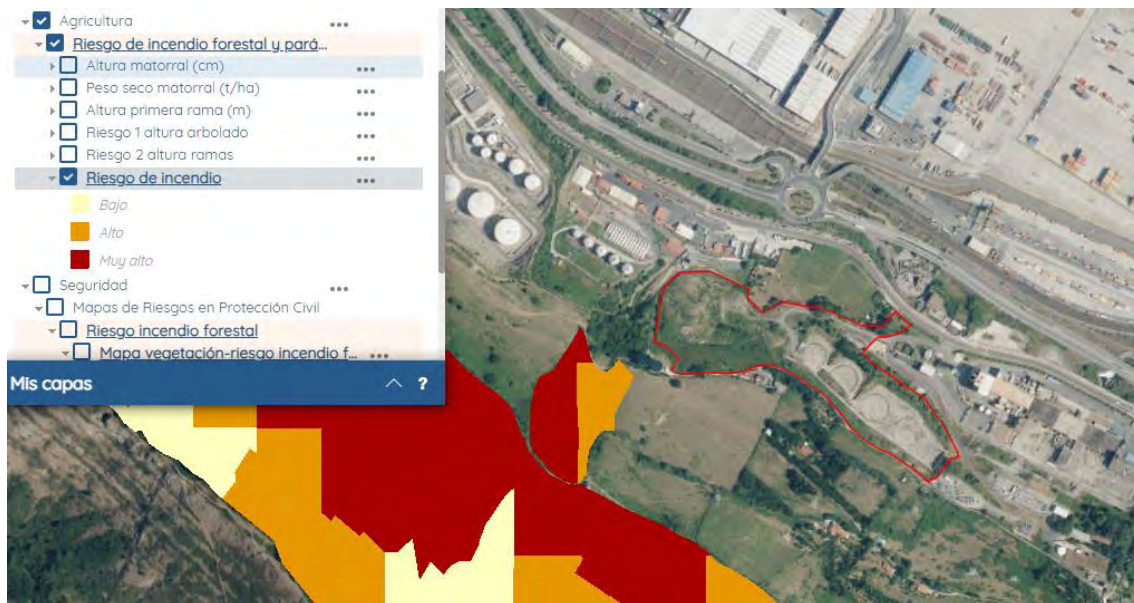 Agricultura
Riesgo de incendio forestal y pará...
Altura matorral (cm)
Peso seco matorral (t/ha)
Altura primera rama (m)
Riesgo 1 altura arbolado
Riesgo 2 altura ramas
Riesgo de incendio
Bajo
Alto
Muy alto
Seguridad
Mapas de Riesgos en Protección Civil
Riesgo incendio forestal
Mapa vegetación-riesgo incendio f...
Mis capas ?